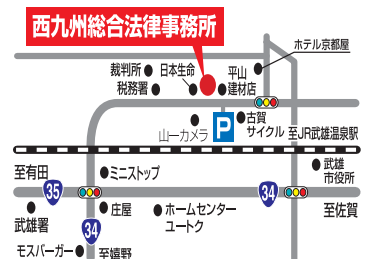 西九州総合法律事務所
ホテル京都屋
裁判所
日本生命
平山
建材店
税務署
山一カメラ
P
古賀
サイクル
至JR武雄温泉駅
至有田
ミニストップ
武雄
市役所
35
34
武雄署
庄屋
ホームセンター
ユートク
至佐賀
34
モスバーガー
至嬉野